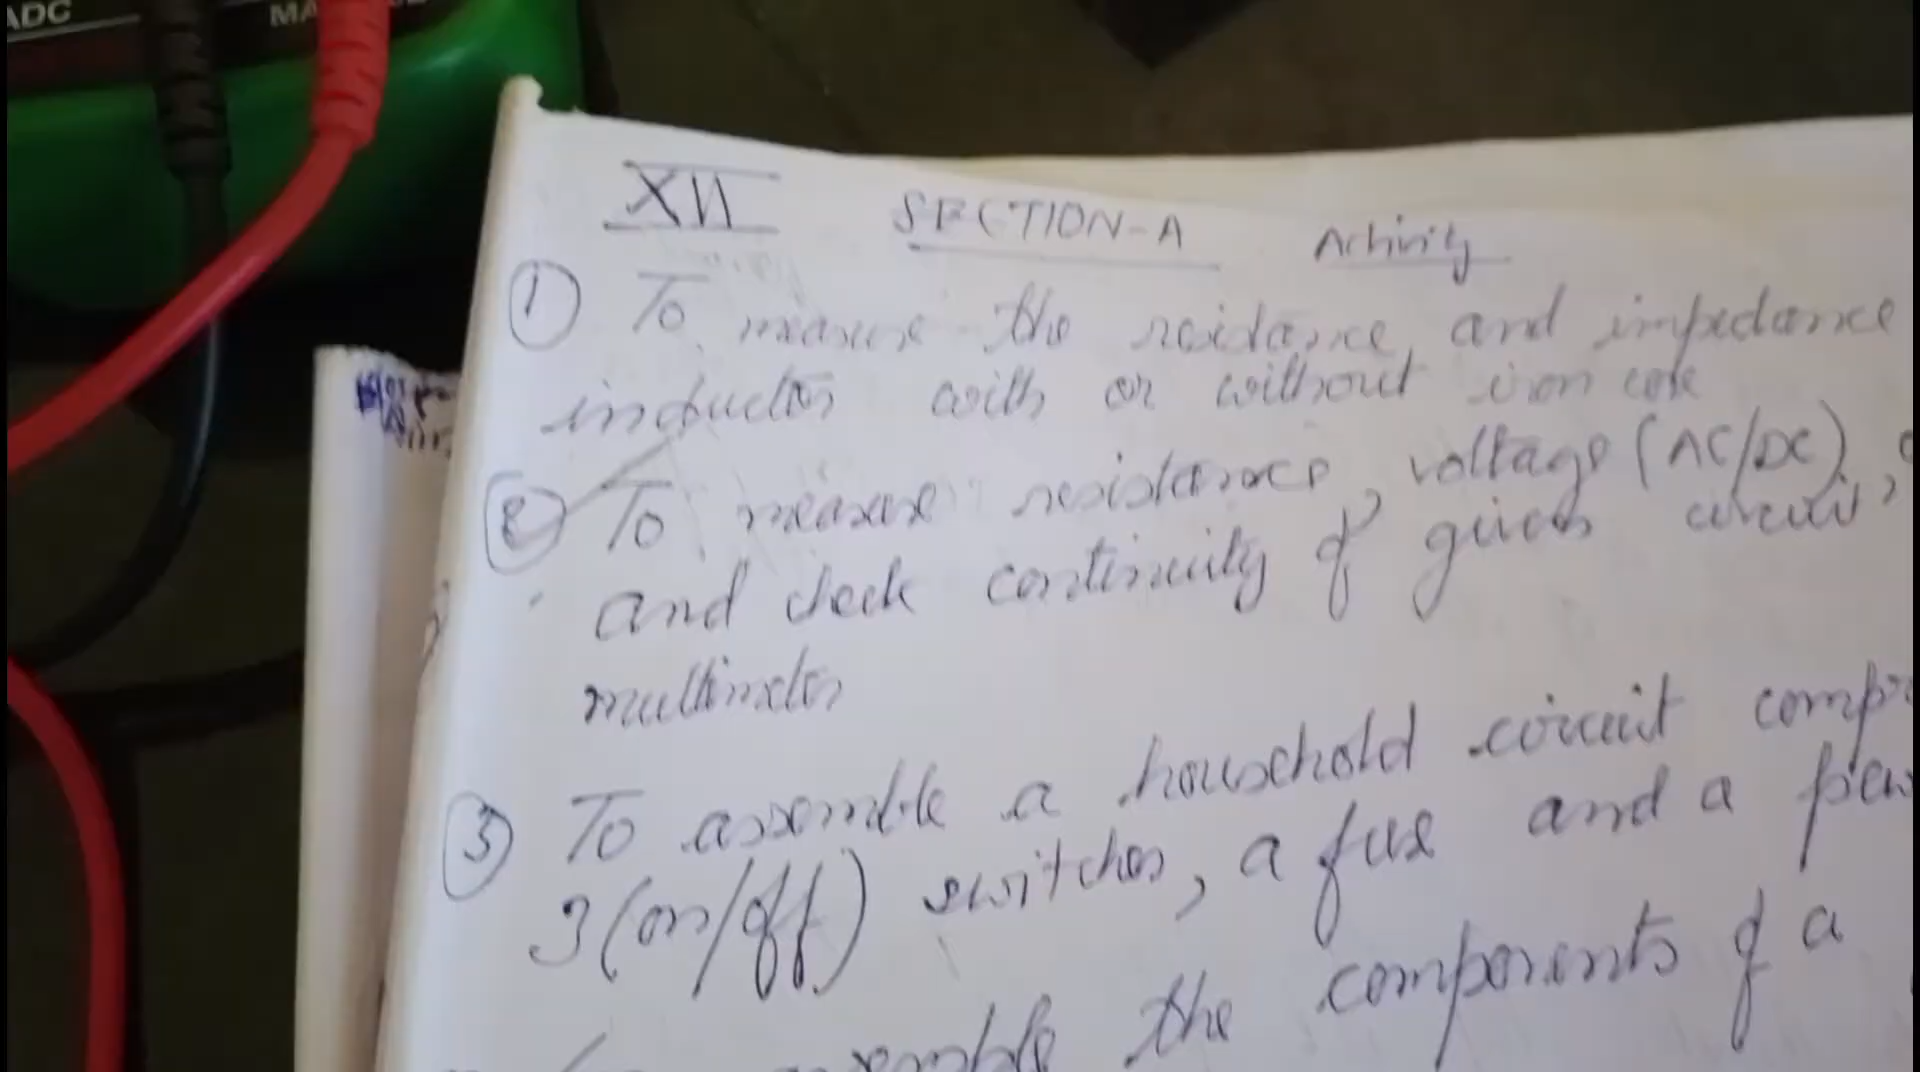 ADC
XII SECTION-A Activity
① To measure the resistance and impedance
inductor with or without iron core
② To measure resistance, voltage (AC/DC),
and check continuity of given circuit,
multimeter
③ To assemble a household circuit
3 (on/off) switches, a fuse and a
assemble the components of a